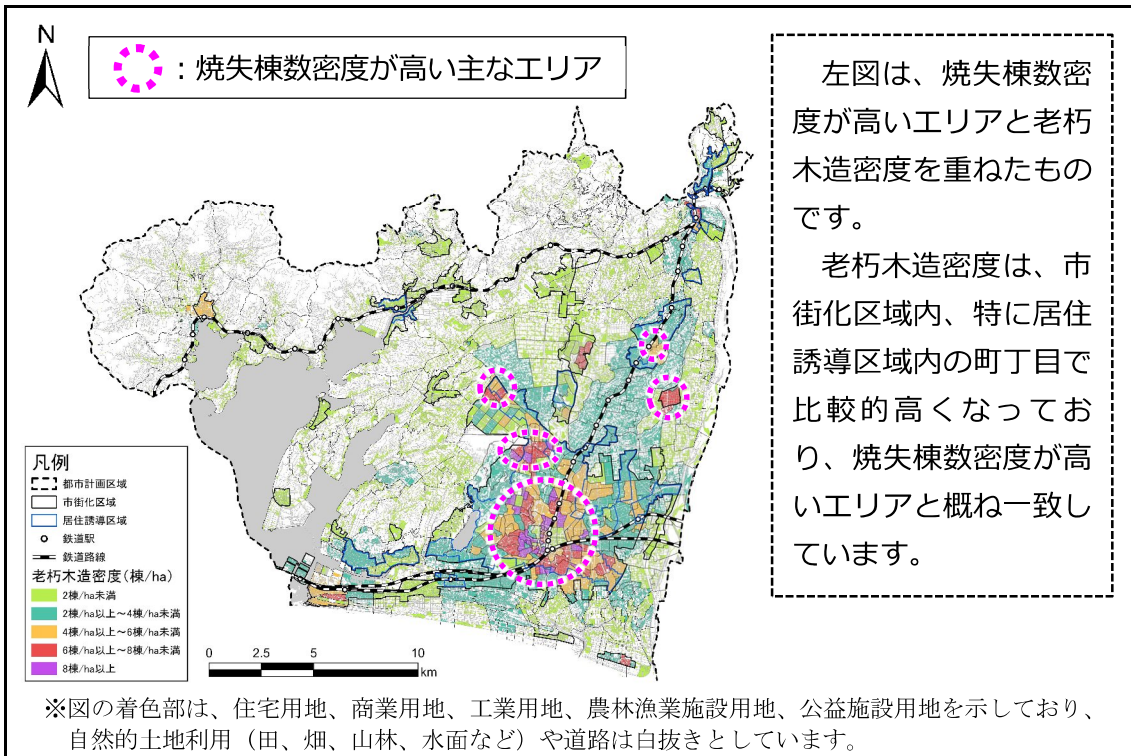 N
：焼失棟数密度が高い主なエリア
左図は、焼失棟数密
度が高いエリアと老朽
木造密度を重ねたもの
です。
老朽木造密度は、市
街化区域内、特に居住
誘導区域内の町丁目で
比較的高くなってお
り、焼失棟数密度が高
いエリアと概ね一致し
ています。
凡例
都市計画区域
市街化区域
居住誘導区域
鉄道駅
鉄道路線
老朽木造密度(棟/ha)
2棟/ha未満
2棟/ha以上～4棟/ha未満
4棟/ha以上～6棟/ha未満
6棟/ha以上～8棟/ha未満
8棟/ha以上
0 2.5 5 10
km
※図の着色部は、住宅用地、商業用地、工業用地、農林漁業施設用地、公益施設用地を示しており、
自然的土地利用（田、畑、山林、水面など）や道路は白抜きとしています。